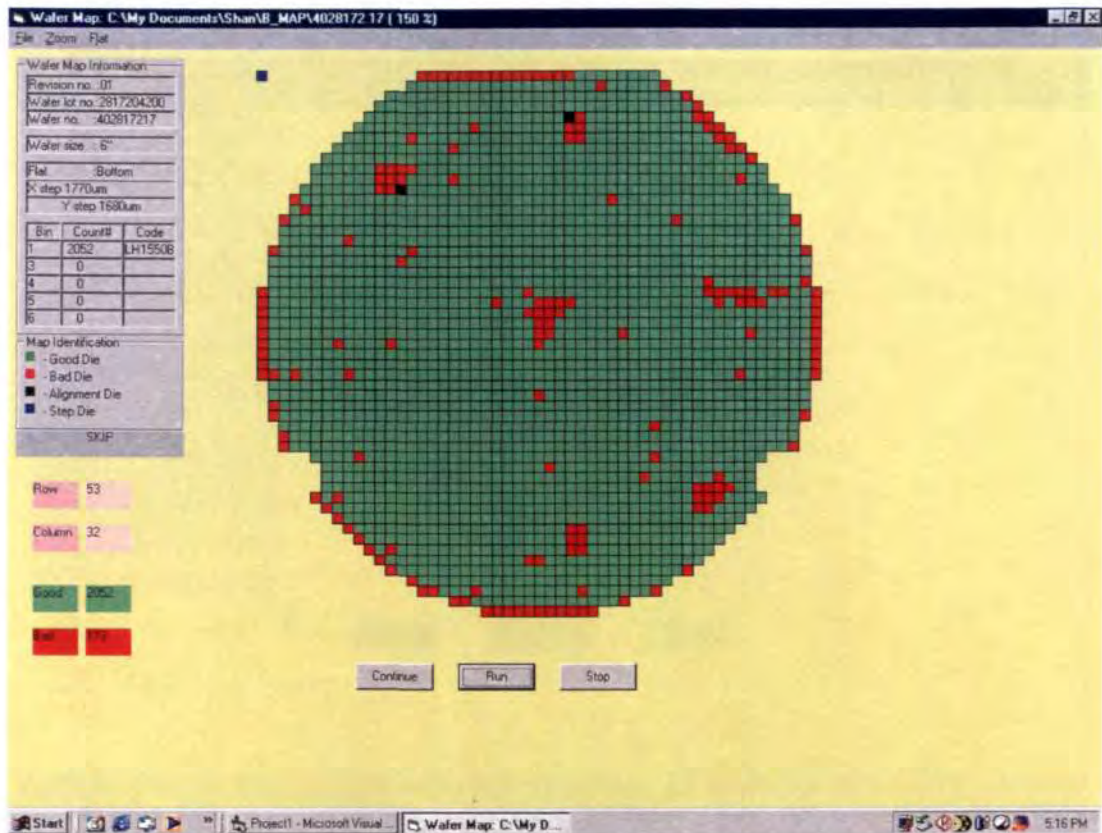 Wafer Map: C:\My Documents\Shan\B_MAP\4028172.17 ( 150 %)
File Zoom Flat
Wafer Map Information
Revision no. :01
Wafer lot no.:2817204200
Wafer no. :402817217
Wafer size : 6"
Flat :Bottom
X step 1770um
Y step 1680um
Bin Count# Code
1 2052 LH1550B
3 0
4 0
5 0
6 0
Map Identification
- Good Die
- Bad Die
- Alignment Die
- Step Die
SKIP
Row 53
Column 32
Good 2052
Bad
Continue Run Stop
Start » Project1 - Microsoft Visual ... Wafer Map: C:\My D... 5:16 PM